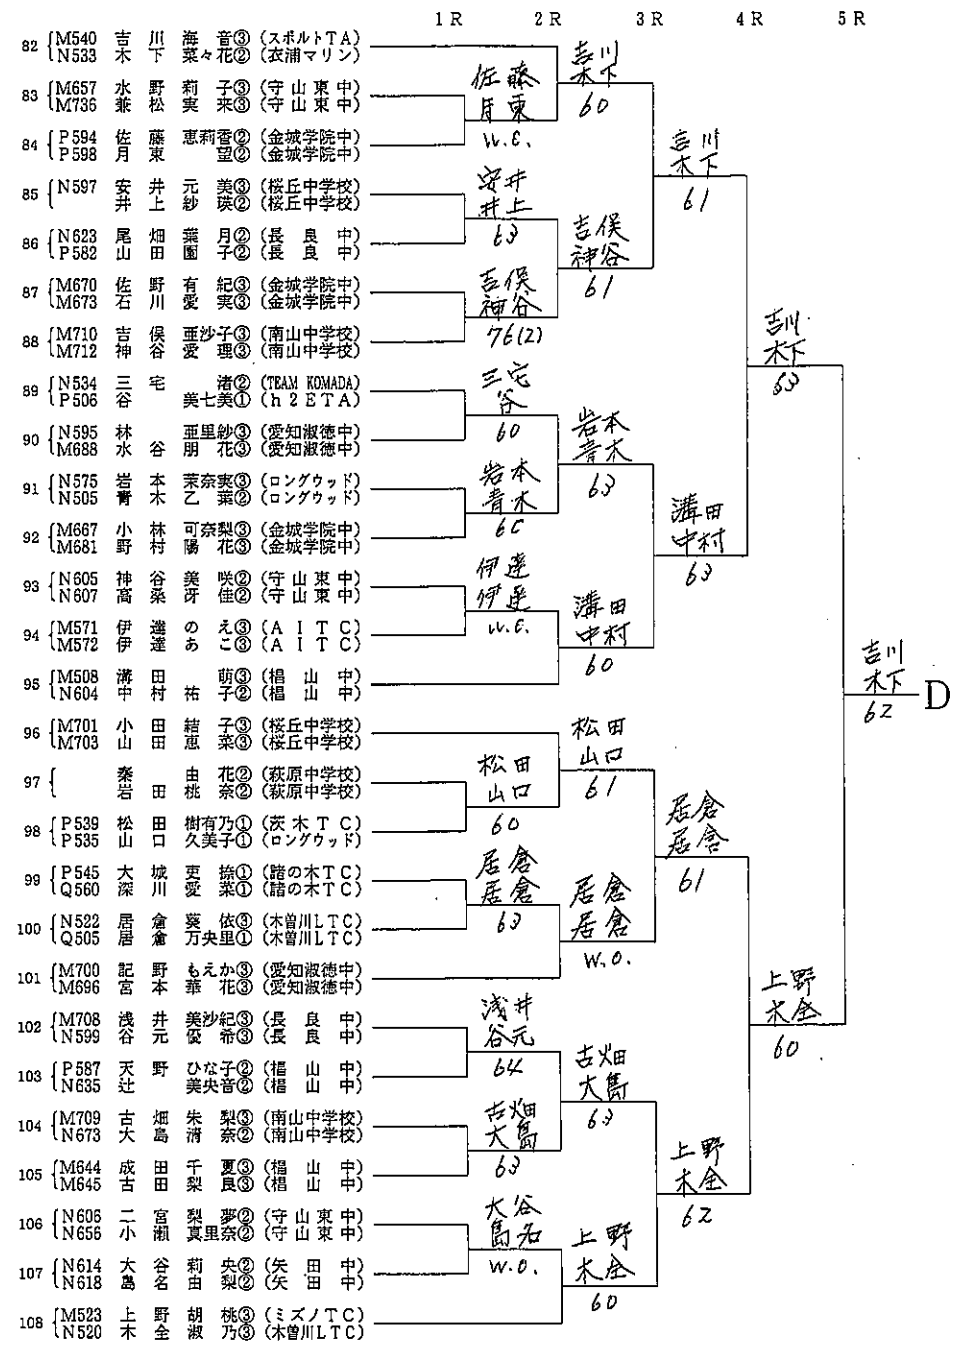 1R 2R 3R 4R 5R
82 M540 吉川 海音③ (スポルトTA)
N533 木下 菜々花② (衣浦マリン)
83 M657 水野 莉子③ (守山東中)
M736 兼松 実来③ (守山東中)
84 P594 佐藤 恵莉香② (金城学院中)
P598 月東 望② (金城学院中)
85 N597 安井 元美③ (桜丘中学校)
井上 紗瑛② (桜丘中学校)
86 N623 尾畑 葉月② (長良中)
P582 山田 園子② (長良中)
87 M670 佐野 有紀③ (金城学院中)
M673 石川 愛実③ (金城学院中)
88 M710 吉俣 亜沙子③ (南山中学校)
M712 神谷 愛理③ (南山中学校)
89 N534 三宅 渚② (TEAM KOMADA)
P506 谷 美七美① (h2ETA)
90 N595 林 亜里紗③ (愛知淑徳中)
M688 水谷 朋花③ (愛知淑徳中)
91 N575 岩本 茉奈実③ (ロングウッド)
N505 青木 乙葉② (ロングウッド)
92 M667 小林 可奈梨③ (金城学院中)
M681 野村 陽花③ (金城学院中)
93 N605 神谷 美咲② (守山東中)
N607 高桑 冴佳② (守山東中)
94 M571 伊達 のえ③ (AITC)
M572 伊達 あこ③ (AITC)
95 M508 溝田 萌③ (椙山中)
N604 中村 祐子② (椙山中)
96 M701 小田 結子③ (桜丘中学校)
M703 山田 恵菜③ (桜丘中学校)
97 秦 由花② (萩原中学校)
岩田 桃奈② (萩原中学校)
98 P539 松田 樹有乃① (茨木TC)
P535 山口 久美子① (ロングウッド)
99 P545 大城 吏捺① (諸の木TC)
Q560 深川 愛菜① (諸の木TC)
100 N522 居倉 葵依③ (木曽川LTC)
Q505 居倉 万央里① (木曽川LTC)
101 M700 記野 もえか③ (愛知淑徳中)
M696 宮本 華花③ (愛知淑徳中)
102 M708 浅井 美沙紀③ (長良中)
N599 谷元 優希③ (長良中)
103 P587 天野 ひな子② (椙山中)
N635 辻 美央音② (椙山中)
104 M709 古畑 朱梨③ (南山中学校)
N673 大島 清奈② (南山中学校)
105 M644 成田 千夏③ (椙山中)
M645 古田 梨良③ (椙山中)
106 N606 二宮 梨夢② (守山東中)
N656 小瀬 真里奈② (守山東中)
107 N614 大谷 莉央② (矢田中)
N618 島名 由梨② (矢田中)
108 M523 上野 胡桃③ (ミズノTC)
N520 木全 淑乃③ (木曽川LTC)
佐藤
月東
w.o.
安井
井上
63
吉俣
神谷
76(2)
三宅
谷
60
岩本
青木
60
伊達
伊達
w.o.
松田
山口
60
居倉
居倉
63
浅井
谷元
64
古畑
大島
63
大谷
島名
w.o.
吉川
木下
60
吉俣
神谷
61
岩本
青木
63
溝田
中村
60
松田
山口
61
居倉
居倉
w.o.
古畑
大島
63
上野
木全
60
吉川
木下
61
溝田
中村
63
居倉
居倉
61
上野
木全
62
吉川
木下
63
上野
木全
60
吉川
木下
62
D